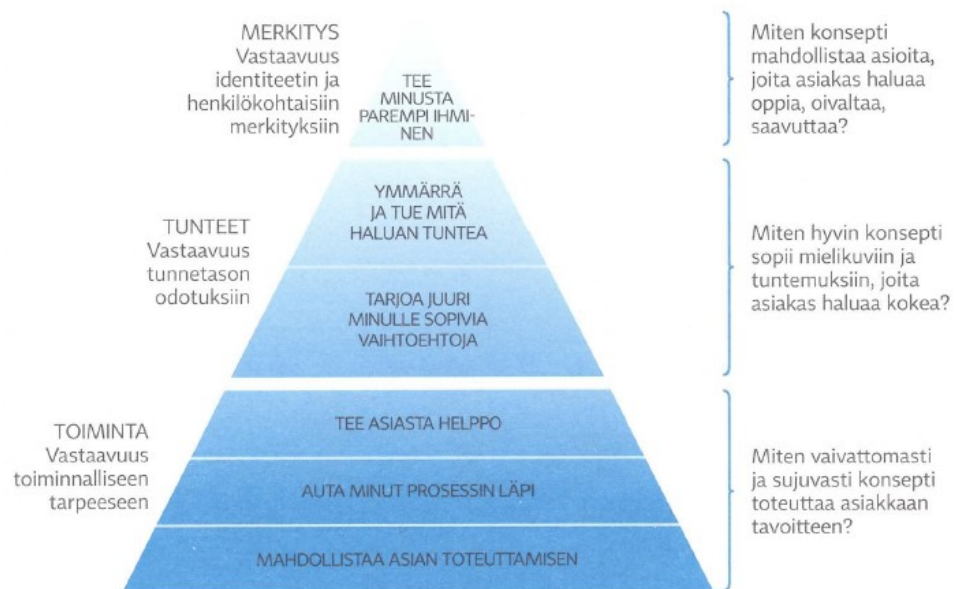 MERKITYS
Vastaavuus
identiteetin ja
henkilökohtaisiin
merkityksiin
TEE
MINUSTA
PAREMPI IHMI-
NEN
Miten konsepti
mahdollistaa asioita,
joita asiakas haluaa
oppia, oivaltaa,
saavuttaa?
TUNTEET
Vastaavuus
tunnetason
odotuksiin
YMMÄRRÄ
JA TUE MITÄ
HALUAN TUNTEA
TARJOA JUURI
MINULLE SOPIVIA
VAIHTOEHTOJA
Miten hyvin konsepti
sopii mielikuviin ja
tuntemuksiin, joita
asiakas haluaa kokea?
TOIMINTA
Vastaavuus
toiminnalliseen
tarpeeseen
TEE ASIASTA HELPPO
AUTA MINUT PROSESSIN LÄPI
MAHDOLLISTAA ASIAN TOTEUTTAMISEN
Miten vaivattomasti
ja sujuvasti konsepti
toteuttaa asiakkaan
tavoitteen?